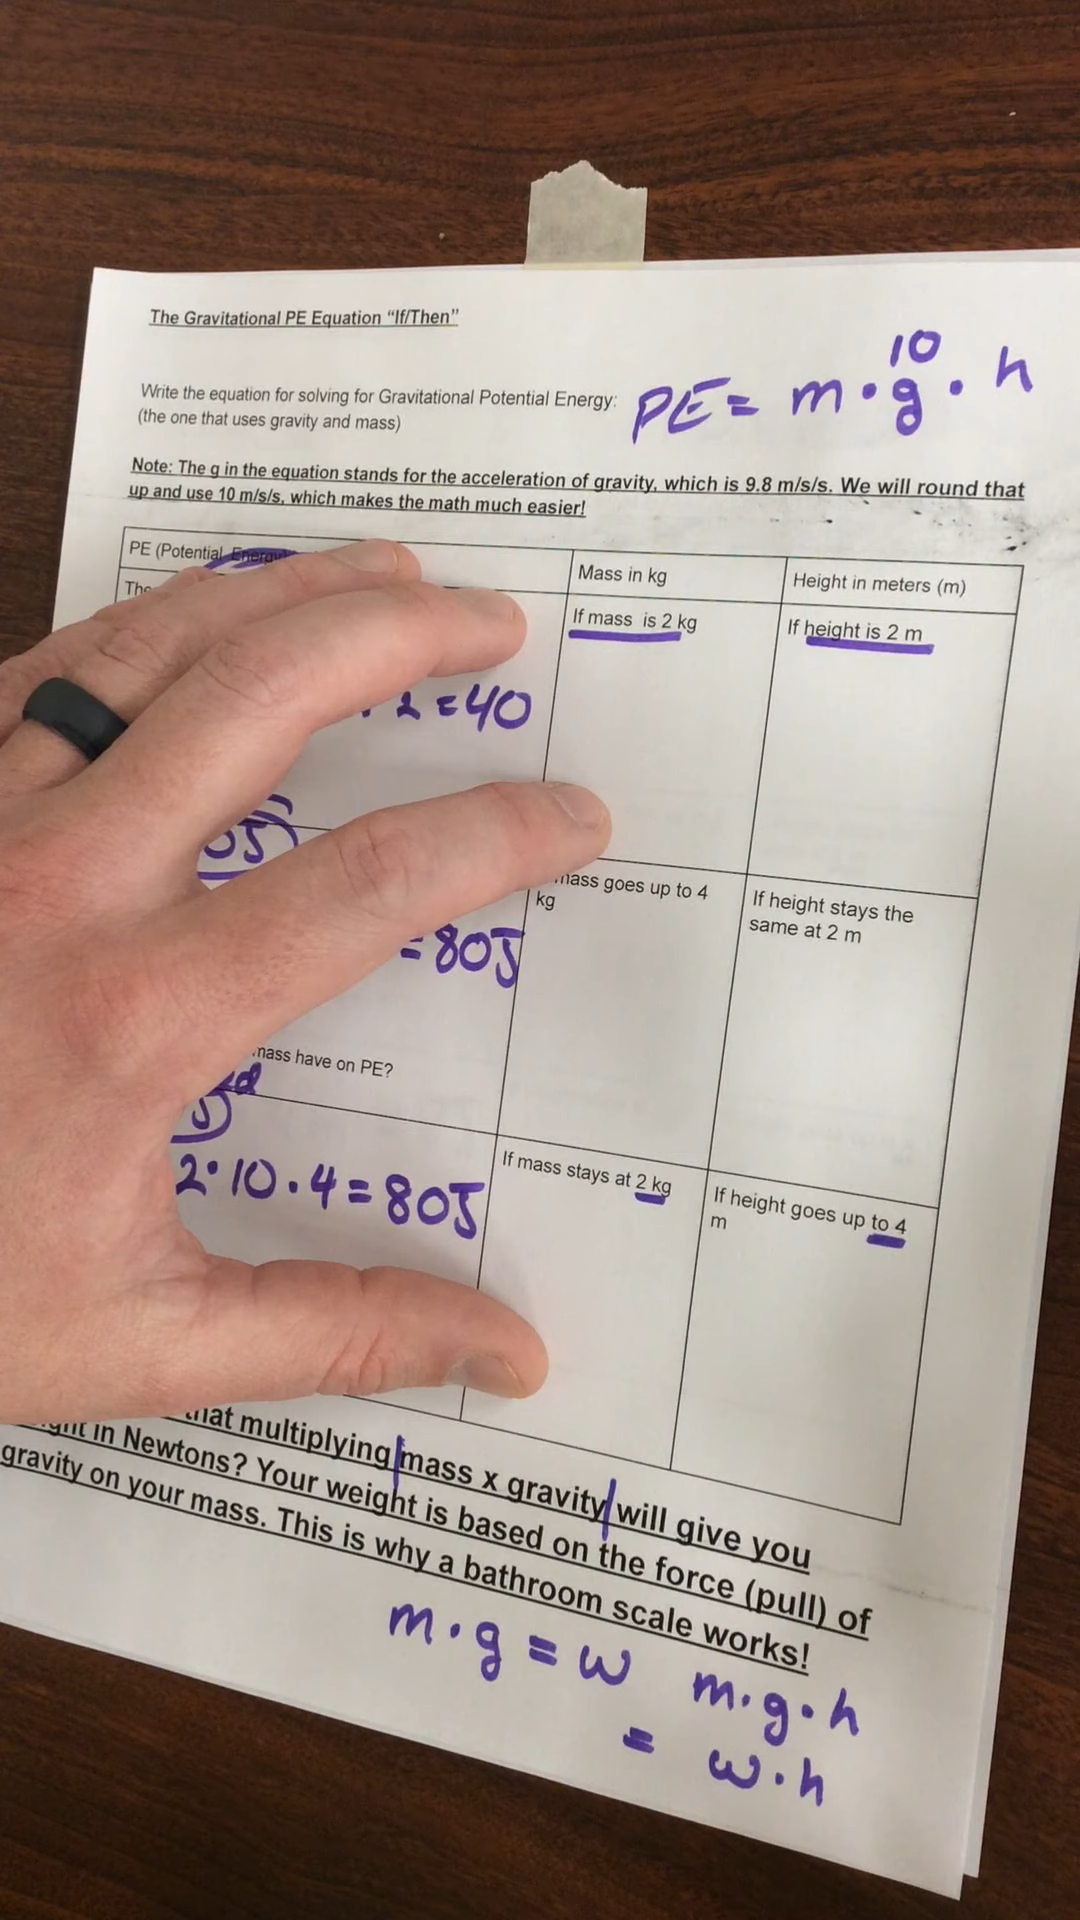 The Gravitational PE Equation “If/Then”
10
Write the equation for solving for Gravitational Potential Energy: PE = m · g · h
(the one that uses gravity and mass)
Note: The g in the equation stands for the acceleration of gravity, which is 9.8 m/s/s. We will round that
up and use 10 m/s/s, which makes the math much easier!
PE (Potential Energy
Mass in kg
Height in meters (m)
If mass is 2 kg
If height is 2 m
· 2 = 40
goes up to 4
kg
If height stays the
same at 2 m
= 80J
mass have on PE?
2 · 10 . 4 = 80J
If mass stays at 2 kg
If height goes up to 4
m
that multiplying mass x gravity will give you
in Newtons? Your weight is based on the force (pull) of
gravity on your mass. This is why a bathroom scale works!
m · g = w
m · g · h
= w · h